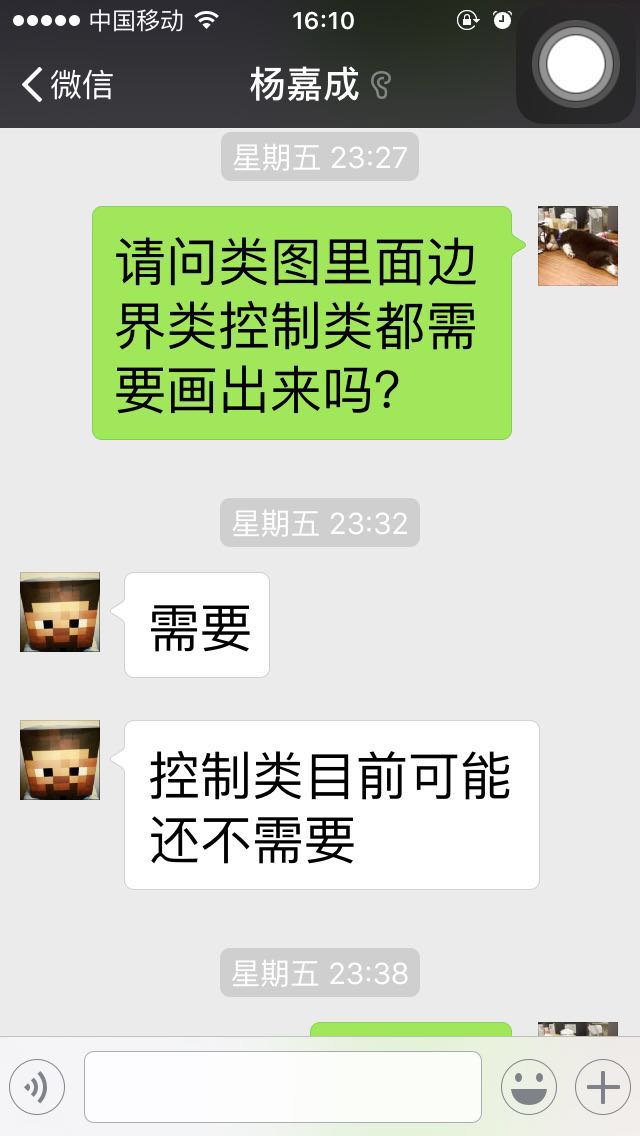 中国移动 16:10
微信 杨嘉成
星期五 23:27
请问类图里面边
界类控制类都需
要画出来吗?
星期五 23:32
需要
控制类目前可能
还不需要
星期五 23:38